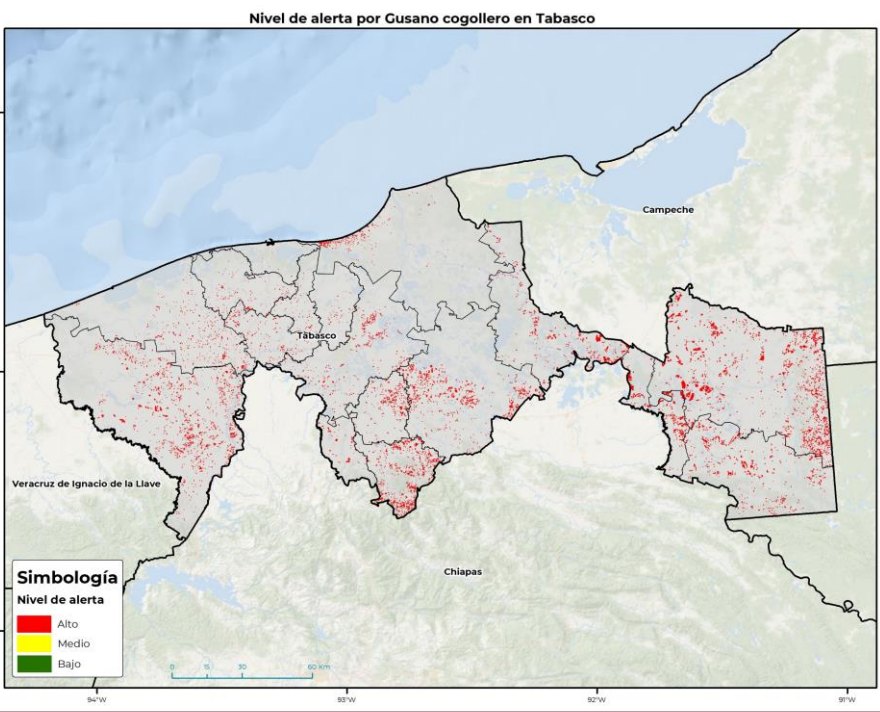 Nivel de alerta por Gusano cogollero en Tabasco
Campeche
Tabasco
Veracruz de Ignacio de la Llave
Chiapas
Simbología
Nivel de alerta
Alto
Medio
Bajo
0 15 30 60 Km
94°W 93°W 92°W 91°W